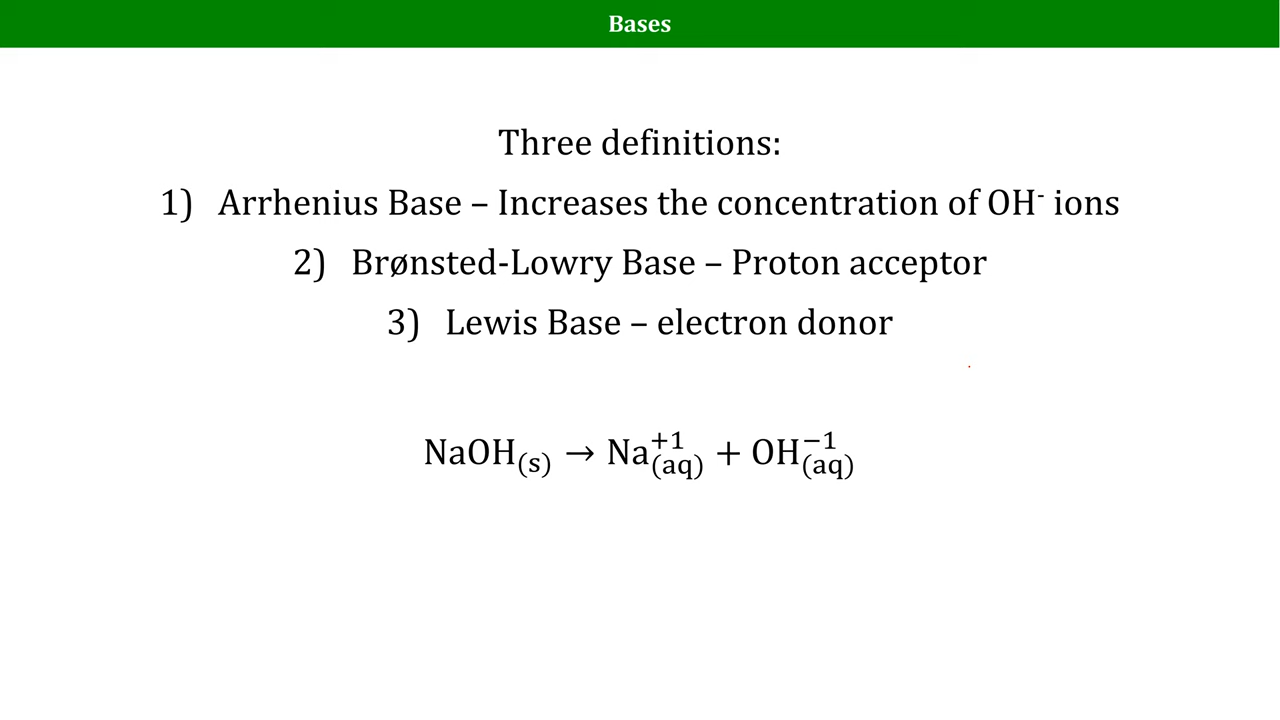 Bases
Three definitions:
1) Arrhenius Base – Increases the concentration of OH⁻ ions
2) Brønsted-Lowry Base – Proton acceptor
3) Lewis Base – electron donor
NaOH₍s₎ → Na⁺¹(aq) + OH⁻¹(aq)